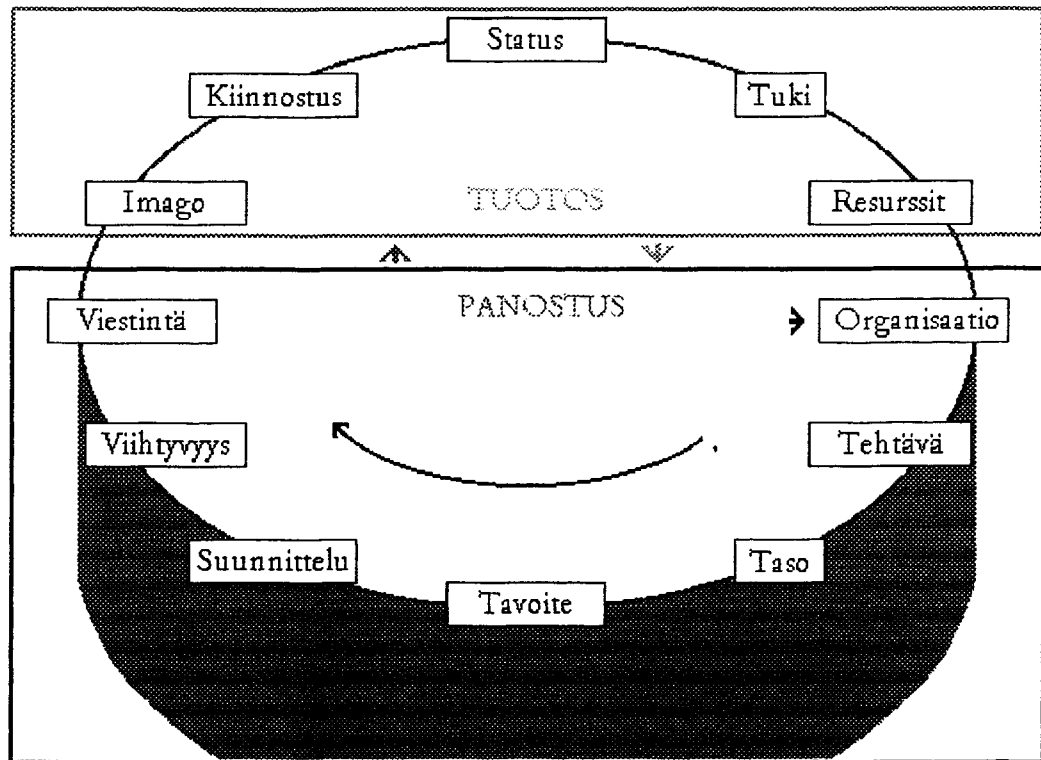 Status
Kiinnostus
Tuki
Imago
TUOTOS
Resurssit
PANOSTUS
Viestintä
Organisaatio
Viihtyvyys
Tehtävä
Suunnittelu
Taso
Tavoite